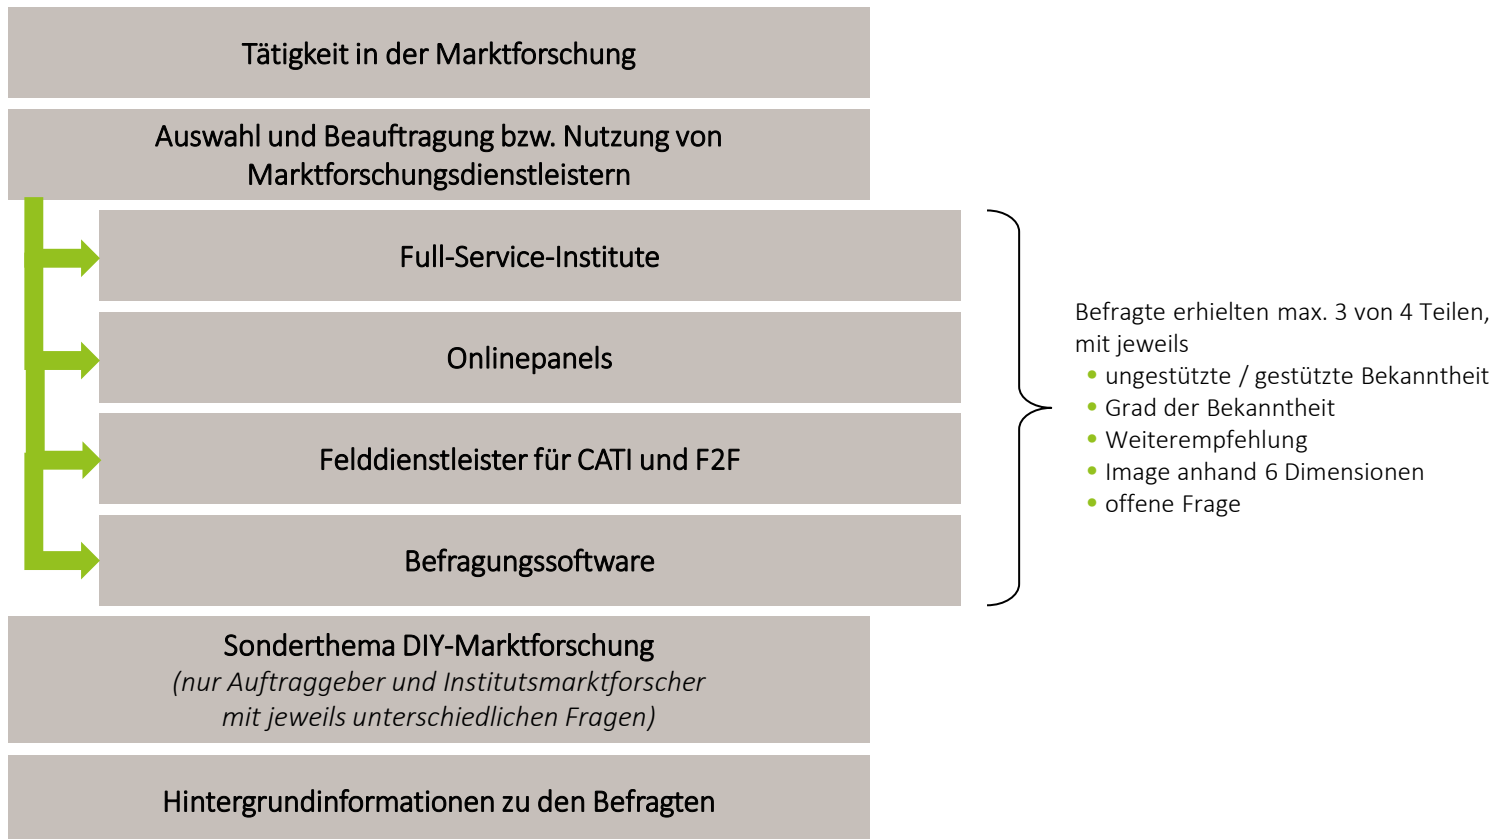 Tätigkeit in der Marktforschung
Auswahl und Beauftragung bzw. Nutzung von
Marktforschungsdienstleistern
Full-Service-Institute
Onlinepanels
Felddienstleister für CATI und F2F
Befragungssoftware
Befragte erhielten max. 3 von 4 Teilen,
mit jeweils
• ungestützte / gestützte Bekanntheit
• Grad der Bekanntheit
• Weiterempfehlung
• Image anhand 6 Dimensionen
• offene Frage
Sonderthema DIY-Marktforschung
(nur Auftraggeber und Institutsmarktforscher
mit jeweils unterschiedlichen Fragen)
Hintergrundinformationen zu den Befragten